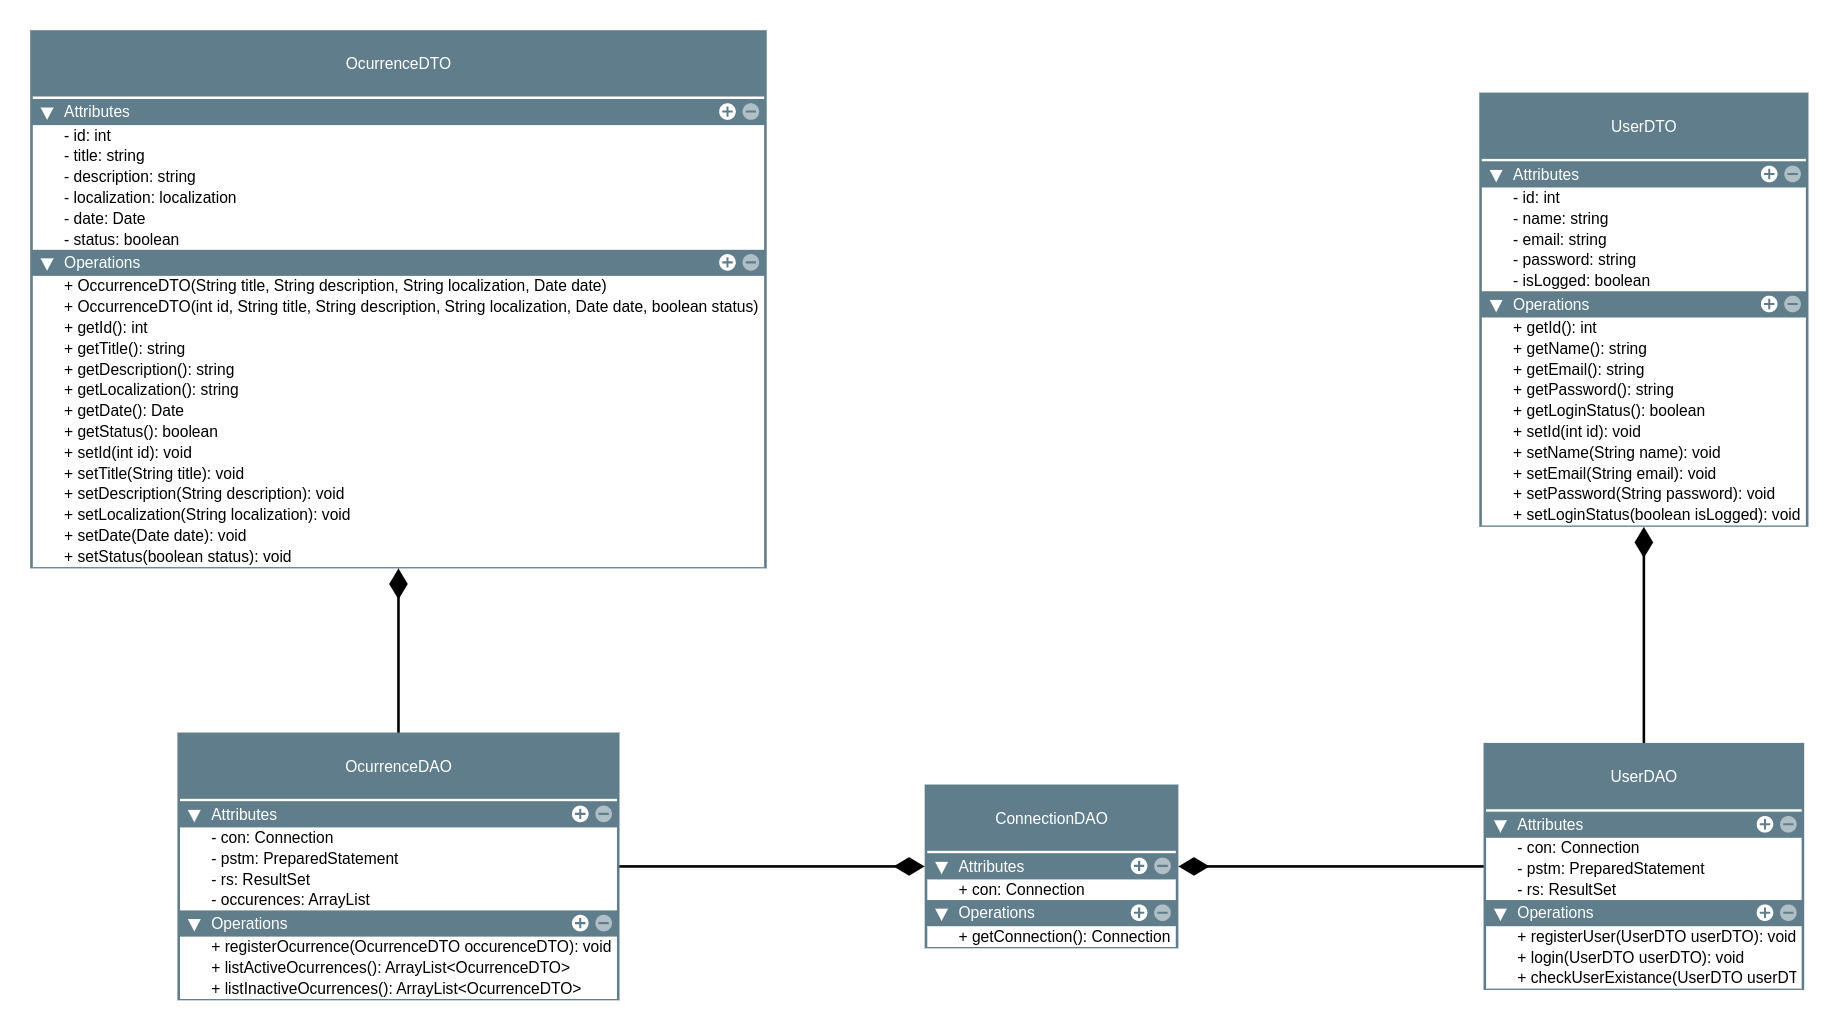 OcurrenceDTO
Attributes
- id: int
- title: string
- description: string
- localization: localization
- date: Date
- status: boolean
Operations
+ OccurrenceDTO(String title, String description, String localization, Date date)
+ OccurrenceDTO(int id, String title, String description, String localization, Date date, boolean status)
+ getId(): int
+ getTitle(): string
+ getDescription(): string
+ getLocalization(): string
+ getDate(): Date
+ getStatus(): boolean
+ setId(int id): void
+ setTitle(String title): void
+ setDescription(String description): void
+ setLocalization(String localization): void
+ setDate(Date date): void
+ setStatus(boolean status): void
UserDTO
Attributes
- id: int
- name: string
- email: string
- password: string
- isLogged: boolean
Operations
+ getId(): int
+ getName(): string
+ getEmail(): string
+ getPassword(): string
+ getLoginStatus(): boolean
+ setId(int id): void
+ setName(String name): void
+ setEmail(String email): void
+ setPassword(String password): void
+ setLoginStatus(boolean isLogged): void
OcurrenceDAO
Attributes
- con: Connection
- pstm: PreparedStatement
- rs: ResultSet
- occurences: ArrayList
Operations
+ registerOcurrence(OcurrenceDTO occurenceDTO): void
+ listActiveOcurrences(): ArrayList<OcurrenceDTO>
+ listInactiveOcurrences(): ArrayList<OcurrenceDTO>
ConnectionDAO
Attributes
+ con: Connection
Operations
+ getConnection(): Connection
UserDAO
Attributes
- con: Connection
- pstm: PreparedStatement
- rs: ResultSet
Operations
+ registerUser(UserDTO userDTO): void
+ login(UserDTO userDTO): void
+ checkUserExistance(UserDTO userDT